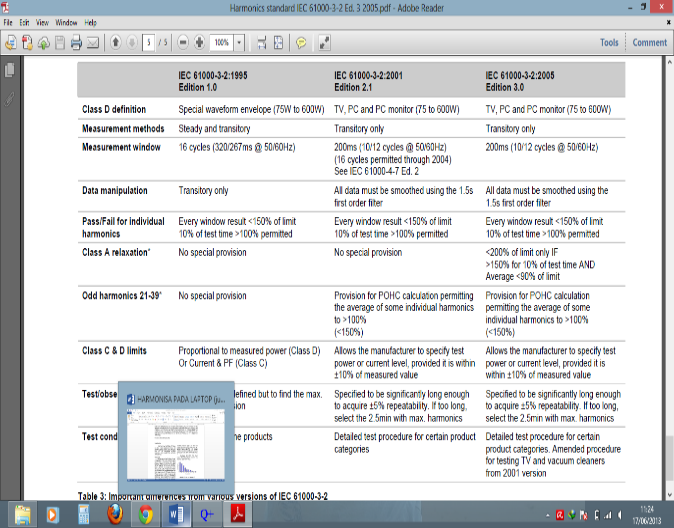 Harmonics standard IEC 61000-3-2 Ed. 3 2005.pdf - Adobe Reader
File Edit View Window Help
5 / 5 100% Tools Comment
IEC 61000-3-2:1995 IEC 61000-3-2:2001 IEC 61000-3-2:2005
Edition 1.0 Edition 2.1 Edition 3.0
Class D definition Special waveform envelope (75W to 600W) TV, PC and PC monitor (75 to 600W) TV, PC and PC monitor (75 to 600W)
Measurement methods Steady and transitory Transitory only Transitory only
Measurement window 16 cycles (320/267ms @ 50/60Hz) 200ms (10/12 cycles @ 50/60Hz) 200ms (10/12 cycles @ 50/60Hz)
(16 cycles permitted through 2004)
See IEC 61000-4-7 Ed. 2
Data manipulation Transitory only All data must be smoothed using the 1.5s All data must be smoothed using the
first order filter 1.5s first order filter
Pass/Fail for individual Every window result <150% of limit Every window result <150% of limit Every window result <150% of limit
harmonics 10% of test time >100% permitted 10% of test time >100% permitted 10% of test time >100% permitted
Class A relaxation* No special provision No special provision <200% of limit only IF
>150% for 10% of test time AND
Average <90% of limit
Odd harmonics 21-39* No special provision Provision for POHC calculation permitting Provision for POHC calculation
the average of some individual harmonics permitting the average of some
to >100% individual harmonics to >100%
(<150%) (<150%)
Class C & D limits Proportional to measured power (Class D) Allows the manufacturer to specify test Allows the manufacturer to specify test
Or Current & PF (Class C) power or current level, provided it is within power or current level, provided it is
±10% of measured value within ±10% of measured value
Test/obse efined but to find the max. Specified to be significantly long enough Specified to be significantly long enough
HARMONISA PADA LAPTOP (ju... sion to acquire ±5% repeatability. If too long, to acquire ±5% repeatability. If too long,
select the 2.5min with max. harmonics select the 2.5min with max. harmonics
Test cond ne products Detailed test procedure for certain product Detailed test procedure for certain
categories product categories. Amended procedure
for testing TV and vacuum cleaners
from 2001 version
Table 3: Important differences from various versions of IEC 61000-3-2
Q+
11:24
17/06/2013